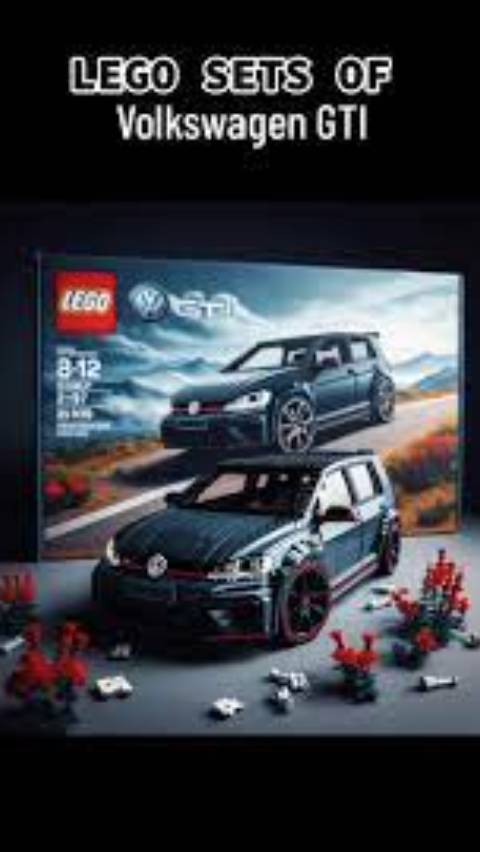 LEGO SETS OF
Volkswagen GTI
LEGO
GTI
8-12